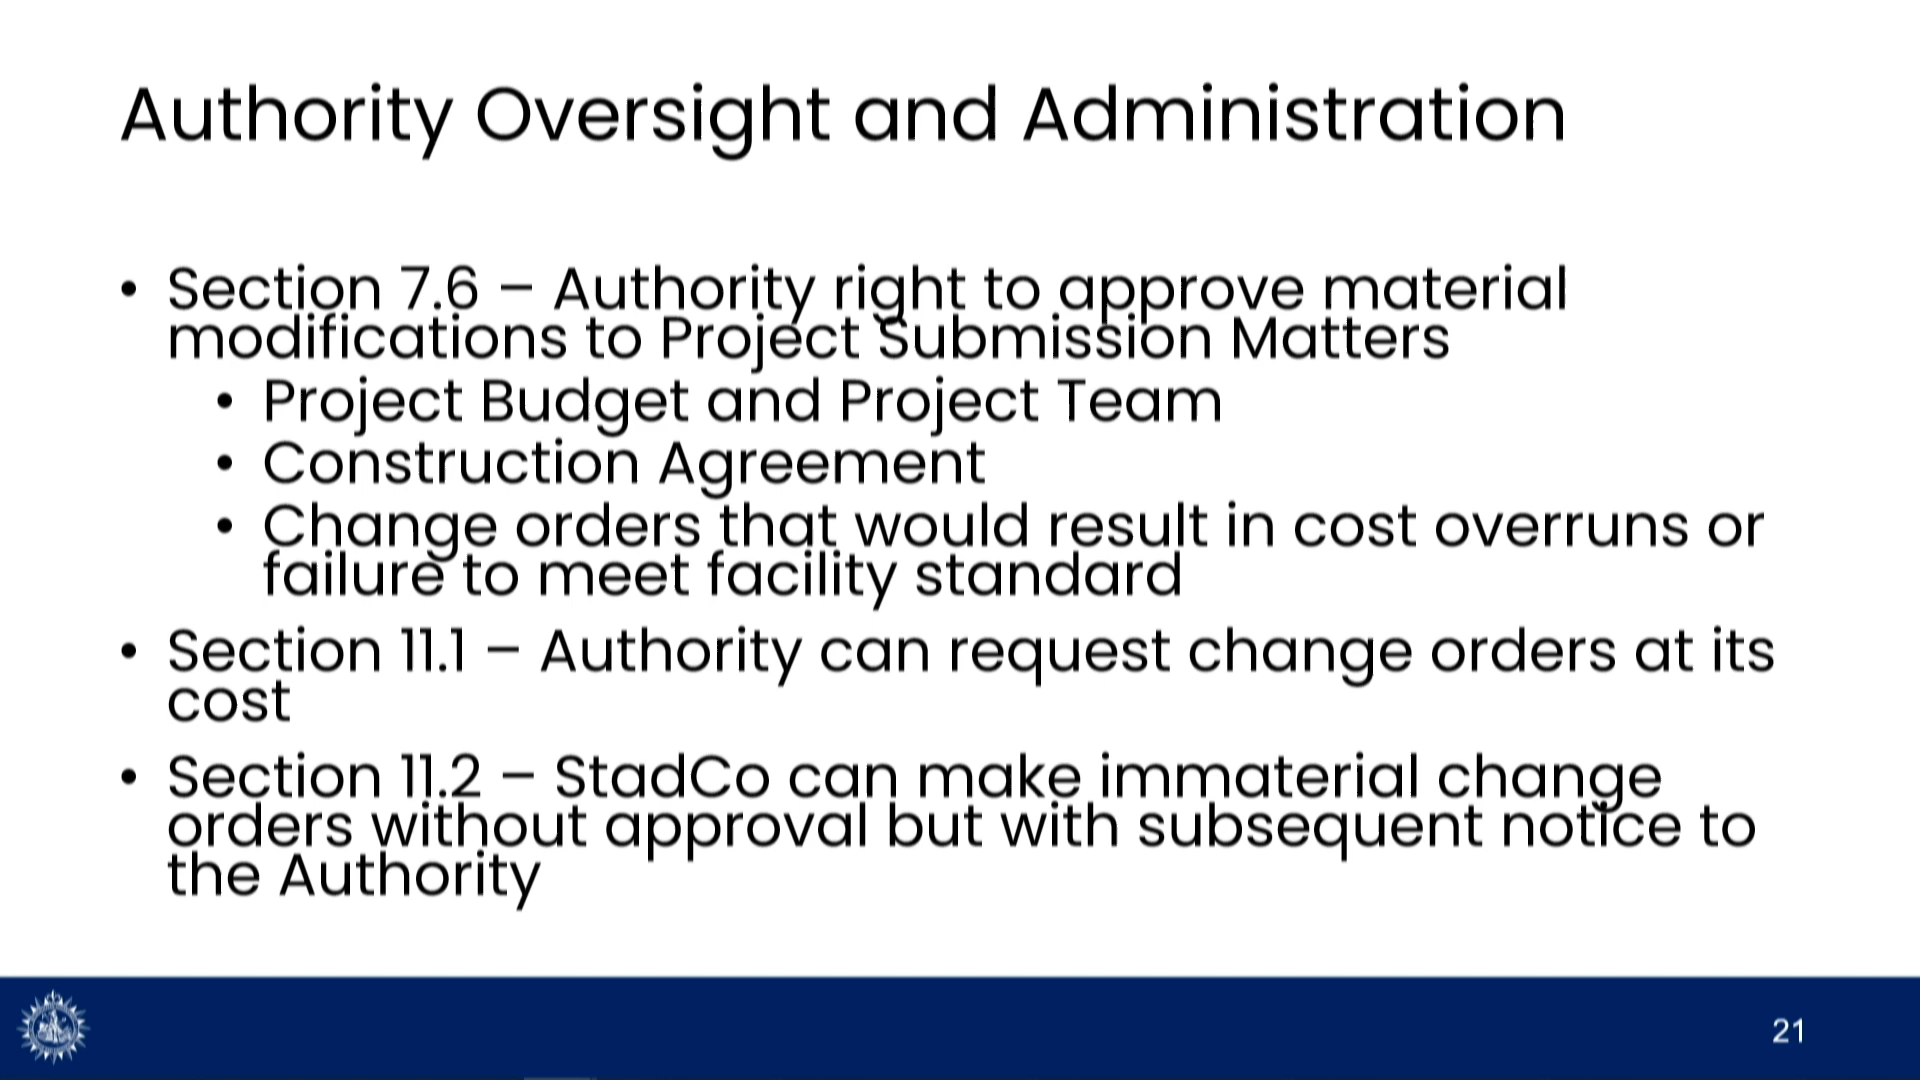 Authority Oversight and Administration
• Section 7.6 – Authority right to approve material
modifications to Project Submission Matters
• Project Budget and Project Team
• Construction Agreement
• Change orders that would result in cost overruns or
failure to meet facility standard
• Section 11.1 – Authority can request change orders at its
cost
• Section 11.2 – StadCo can make immaterial change
orders without approval but with subsequent notice to
the Authority
21